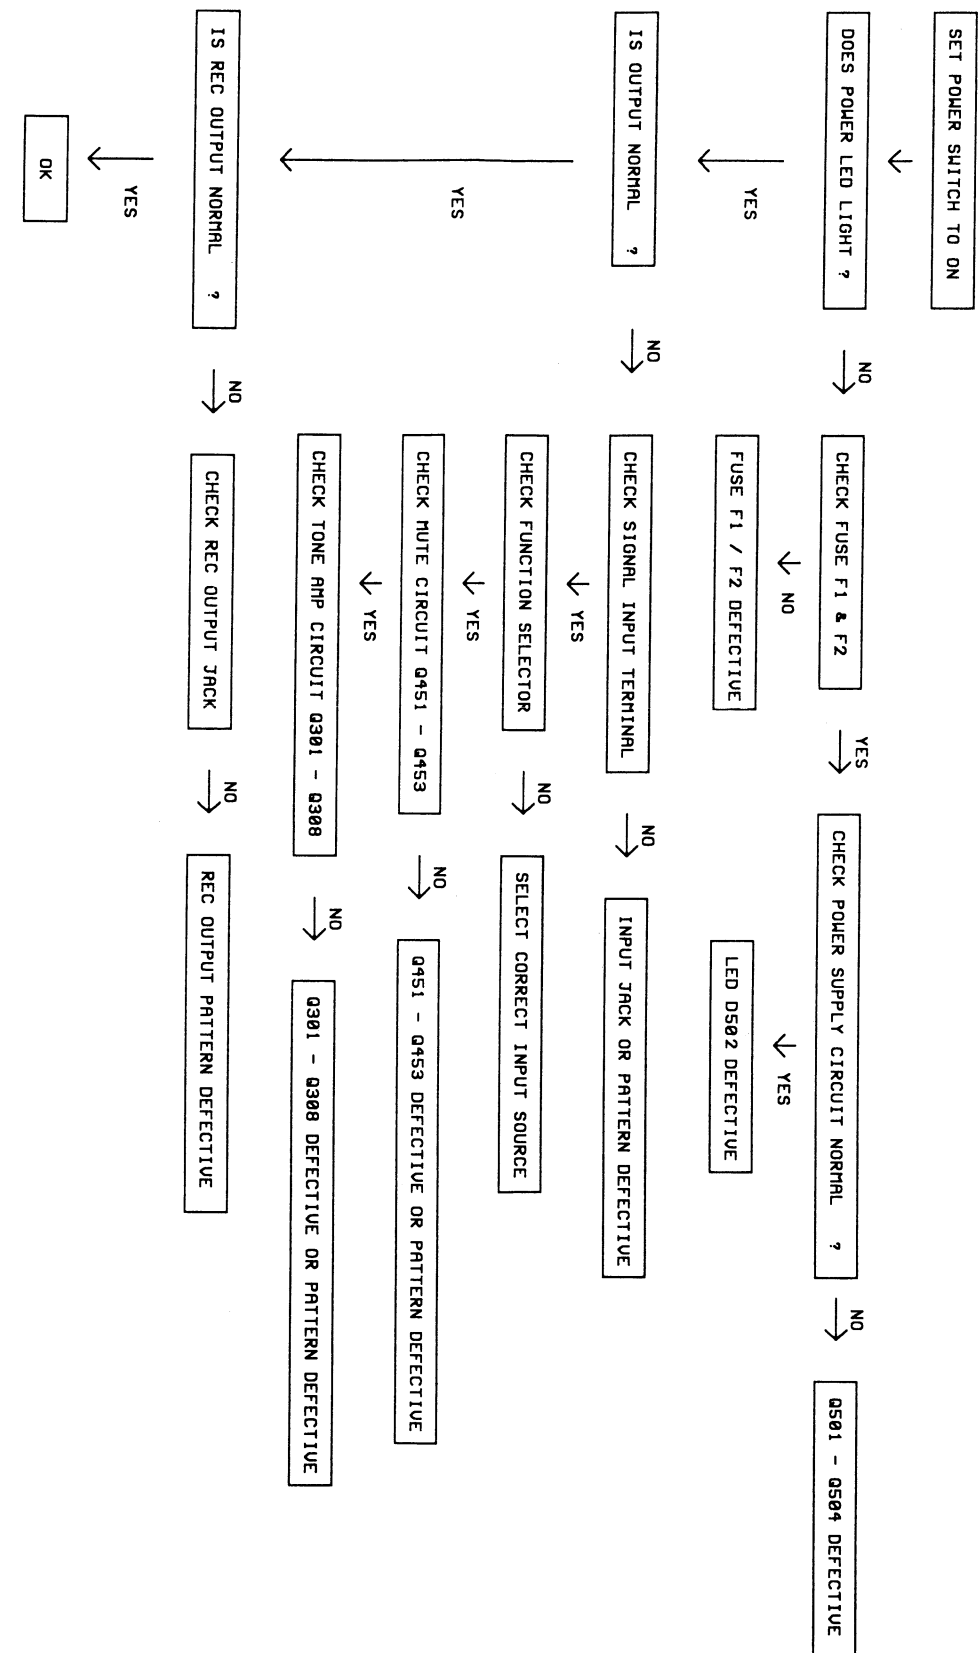 SET POWER SWITCH TO ON
DOES POWER LED LIGHT ?
NO
CHECK FUSE F1 & F2
YES
CHECK POWER SUPPLY CIRCUIT NORMAL ?
NO
Q501 - Q504 DEFECTIVE
YES
NO
YES
IS OUTPUT NORMAL ?
FUSE F1 / F2 DEFECTIVE
LED D502 DEFECTIVE
NO
CHECK SIGNAL INPUT TERMINAL
NO
INPUT JACK OR PATTERN DEFECTIVE
YES
CHECK FUNCTION SELECTOR
NO
SELECT CORRECT INPUT SOURCE
YES
YES
CHECK MUTE CIRCUIT Q451 - Q453
NO
Q451 - Q453 DEFECTIVE OR PATTERN DEFECTIVE
YES
CHECK TONE AMP CIRCUIT Q301 - Q308
NO
Q301 - Q308 DEFECTIVE OR PATTERN DEFECTIVE
IS REC OUTPUT NORMAL ?
NO
CHECK REC OUTPUT JACK
NO
REC OUTPUT PATTERN DEFECTIVE
YES
OK